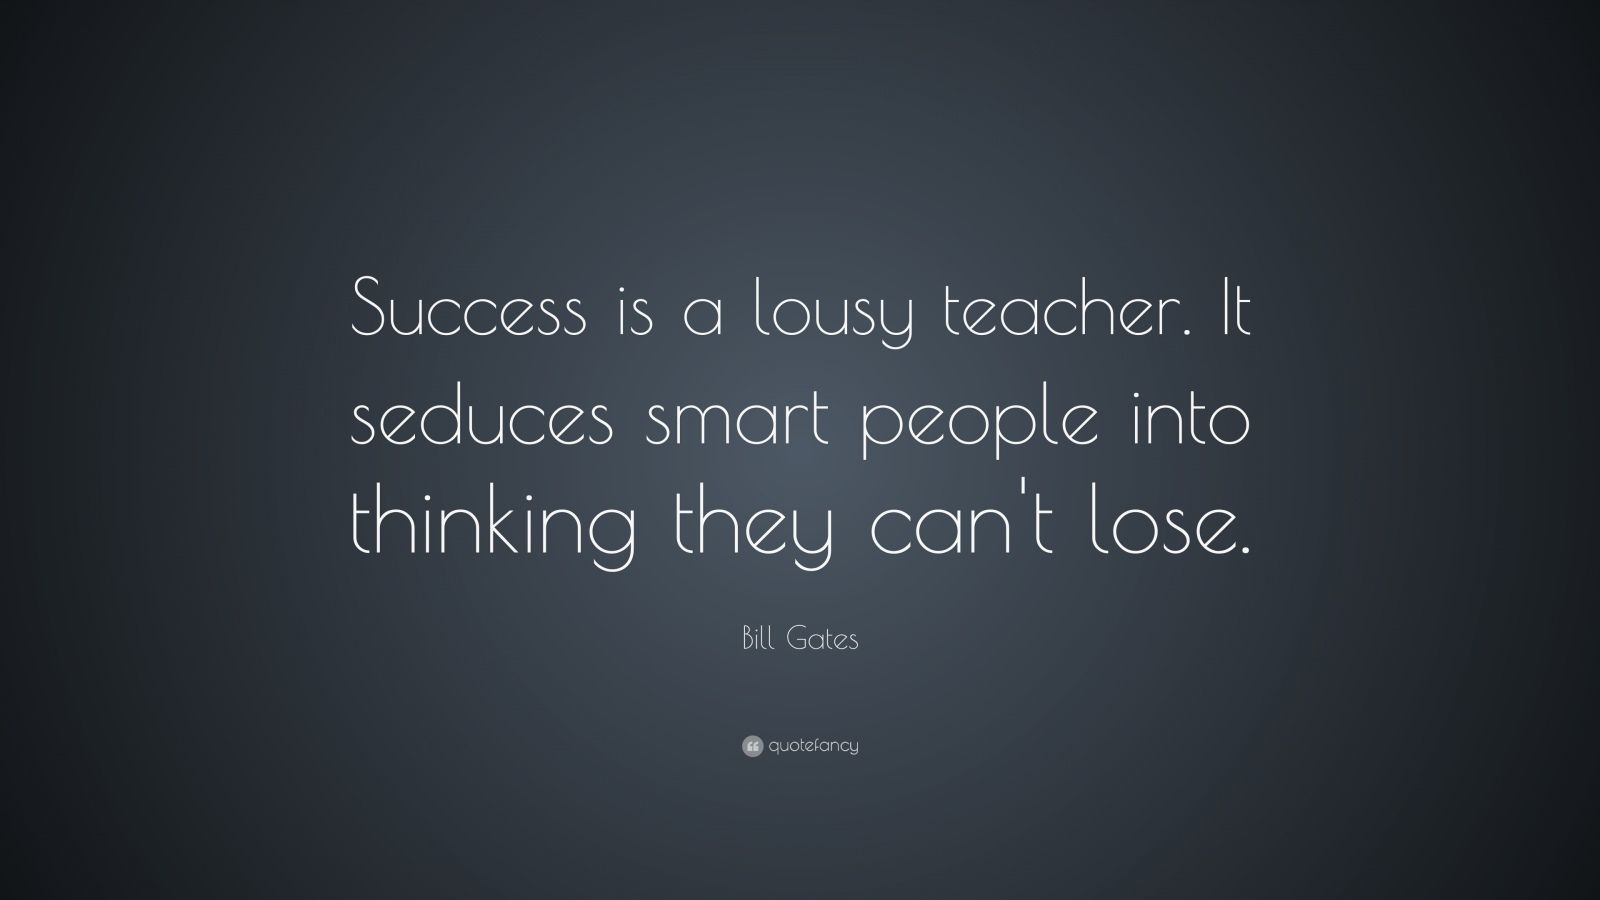 Success is a lousy teacher. It
seduces smart people into
thinking they can't lose.
Bill Gates
quotefancy